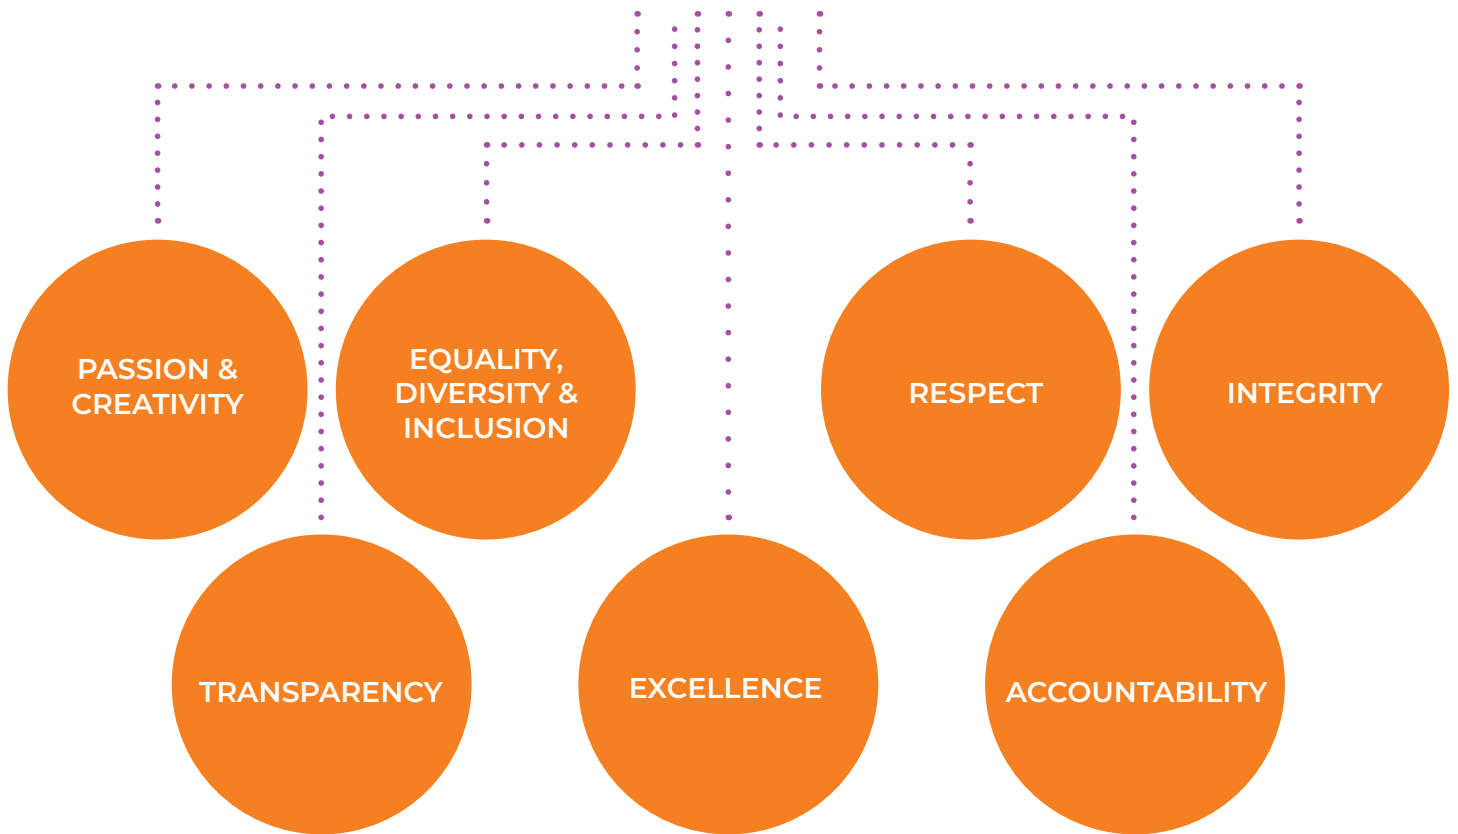 PASSION &
CREATIVITY
EQUALITY,
DIVERSITY &
INCLUSION
RESPECT
INTEGRITY
TRANSPARENCY
EXCELLENCE
ACCOUNTABILITY